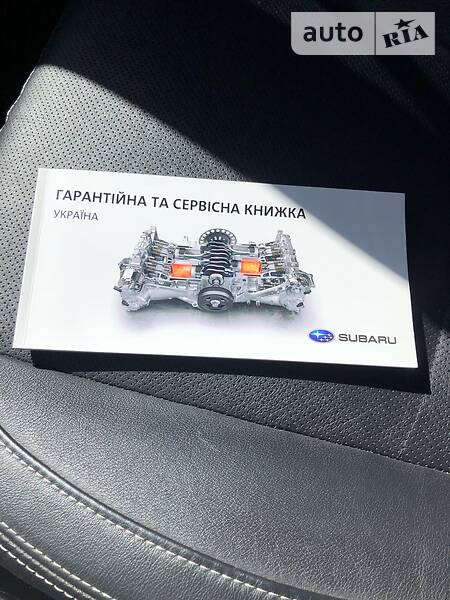 auto RIA
ГАРАНТІЙНА ТА СЕРВІСНА КНИЖКА
УКРАЇНА
SUBARU